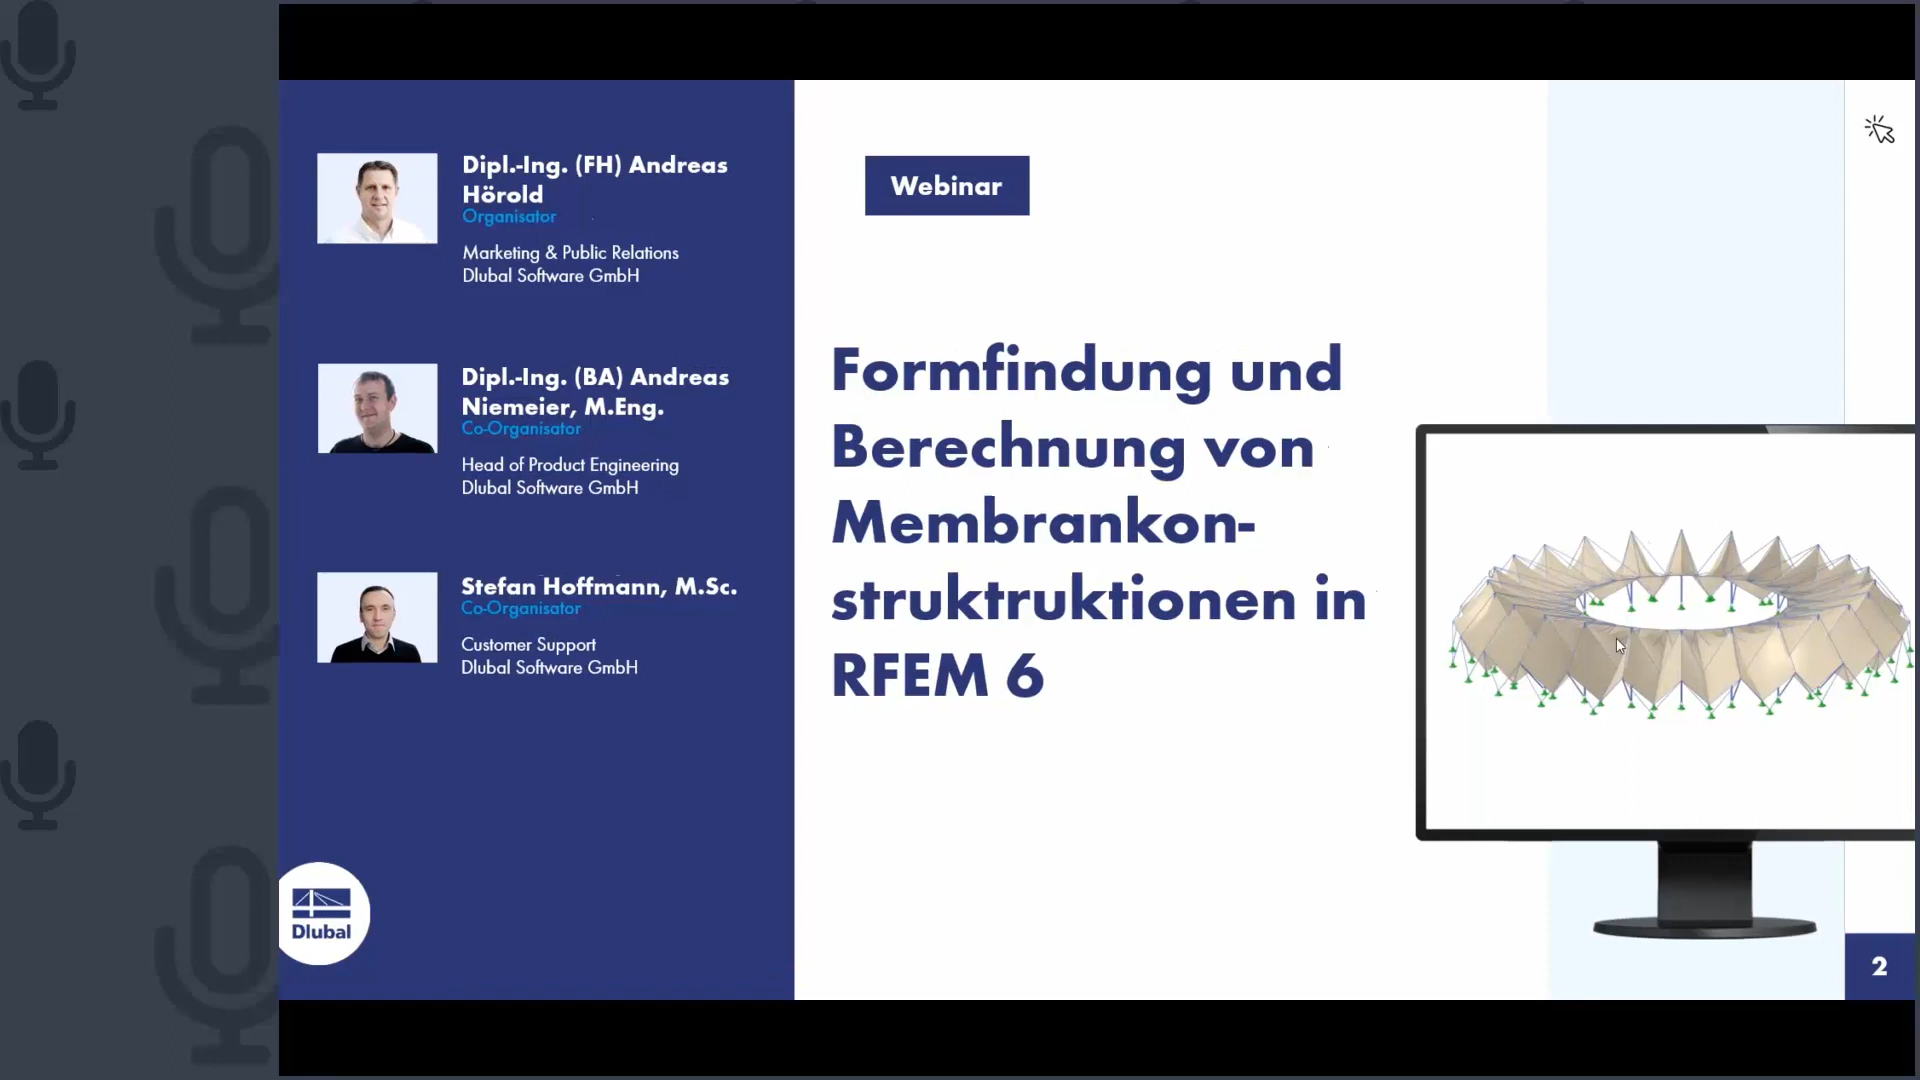 Dipl.-Ing. (FH) Andreas
Hörold
Organisator
Marketing & Public Relations
Dlubal Software GmbH
Dipl.-Ing. (BA) Andreas
Niemeier, M.Eng.
Co-Organisator
Head of Product Engineering
Dlubal Software GmbH
Stefan Hoffmann, M.Sc.
Co-Organisator
Customer Support
Dlubal Software GmbH
Dlubal
Webinar
Formfindung und
Berechnung von
Membrankon-
struktruktionen in
RFEM 6
2